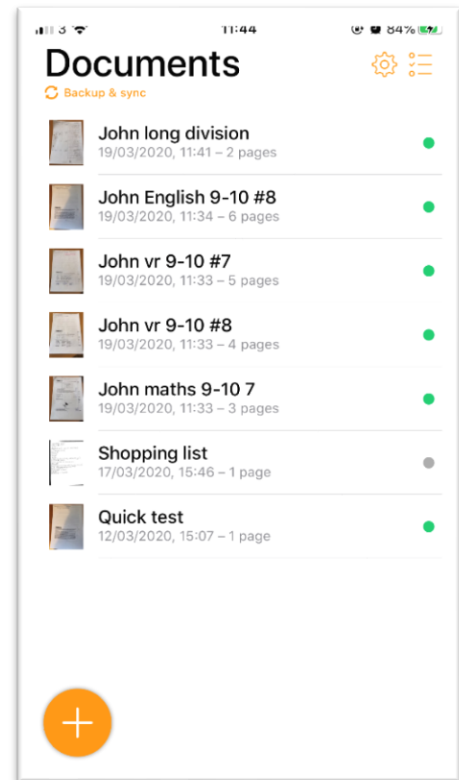 3 11:44 84%
Documents
Backup & sync
John long division
19/03/2020, 11:41 – 2 pages
John English 9-10 #8
19/03/2020, 11:34 – 6 pages
John vr 9-10 #7
19/03/2020, 11:33 – 5 pages
John vr 9-10 #8
19/03/2020, 11:33 – 4 pages
John maths 9-10 7
19/03/2020, 11:33 – 3 pages
Shopping list
17/03/2020, 15:46 – 1 page
Quick test
12/03/2020, 15:07 – 1 page